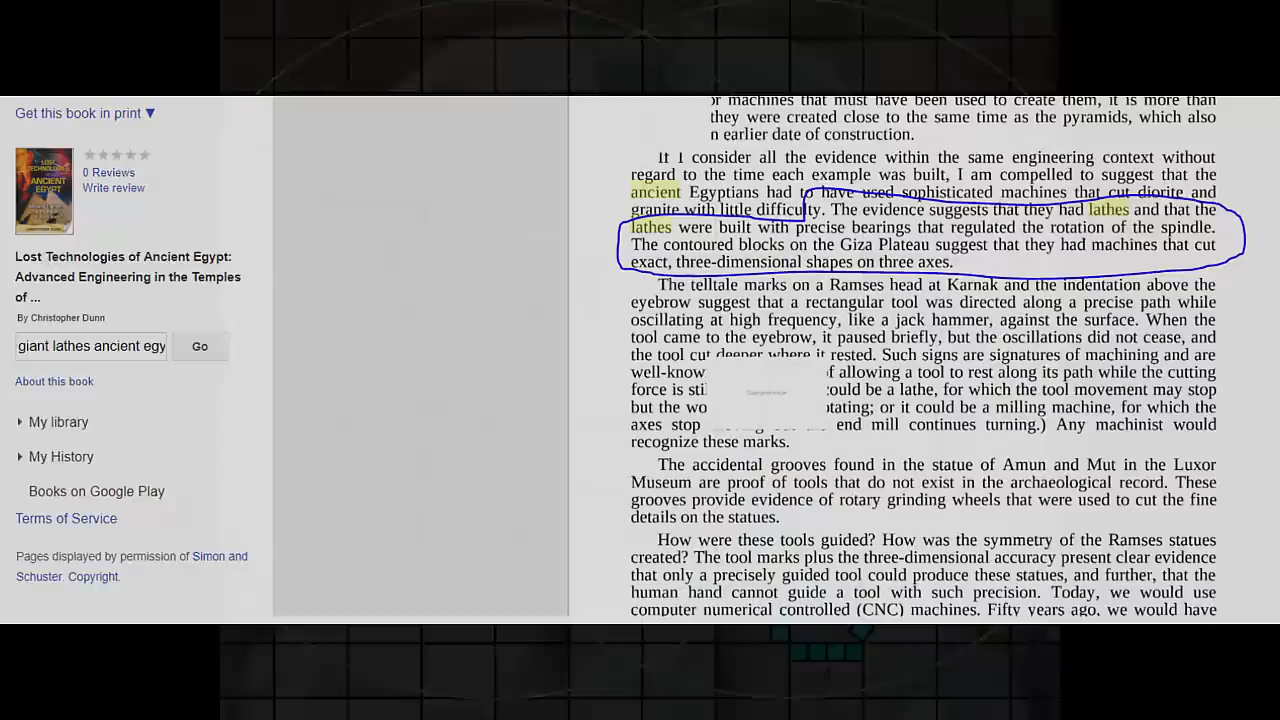 Get this book in print ▼
0 Reviews
Write review
Lost Technologies of Ancient Egypt:
Advanced Engineering in the Temples
of ...
By Christopher Dunn
giant lathes ancient egy
Go
About this book
My library
My History
Books on Google Play
Terms of Service
Pages displayed by permission of Simon and
Schuster. Copyright.
or machines that must have been used to create them, it is more than
they were created close to the same time as the pyramids, which also
n earlier date of construction.
If I consider all the evidence within the same engineering context without
regard to the time each example was built, I am compelled to suggest that the
ancient Egyptians had to have used sophisticated machines that cut diorite and
granite with little difficulty. The evidence suggests that they had lathes and that the
lathes were built with precise bearings that regulated the rotation of the spindle.
The contoured blocks on the Giza Plateau suggest that they had machines that cut
exact, three-dimensional shapes on three axes.
The telltale marks on a Ramses head at Karnak and the indentation above the
eyebrow suggest that a rectangular tool was directed along a precise path while
oscillating at high frequency, like a jack hammer, against the surface. When the
tool came to the eyebrow, it paused briefly, but the oscillations did not cease, and
the tool cut deeper where it rested. Such signs are signatures of machining and are
well-know of allowing a tool to rest along its path while the cutting
force is stil could be a lathe, for which the tool movement may stop
but the wo otating; or it could be a milling machine, for which the
axes stop end mill continues turning.) Any machinist would
recognize these marks.
The accidental grooves found in the statue of Amun and Mut in the Luxor
Museum are proof of tools that do not exist in the archaeological record. These
grooves provide evidence of rotary grinding wheels that were used to cut the fine
details on the statues.
How were these tools guided? How was the symmetry of the Ramses statues
created? The tool marks plus the three-dimensional accuracy present clear evidence
that only a precisely guided tool could produce these statues, and further, that the
human hand cannot guide a tool with such precision. Today, we would use
computer numerical controlled (CNC) machines. Fifty years ago, we would have